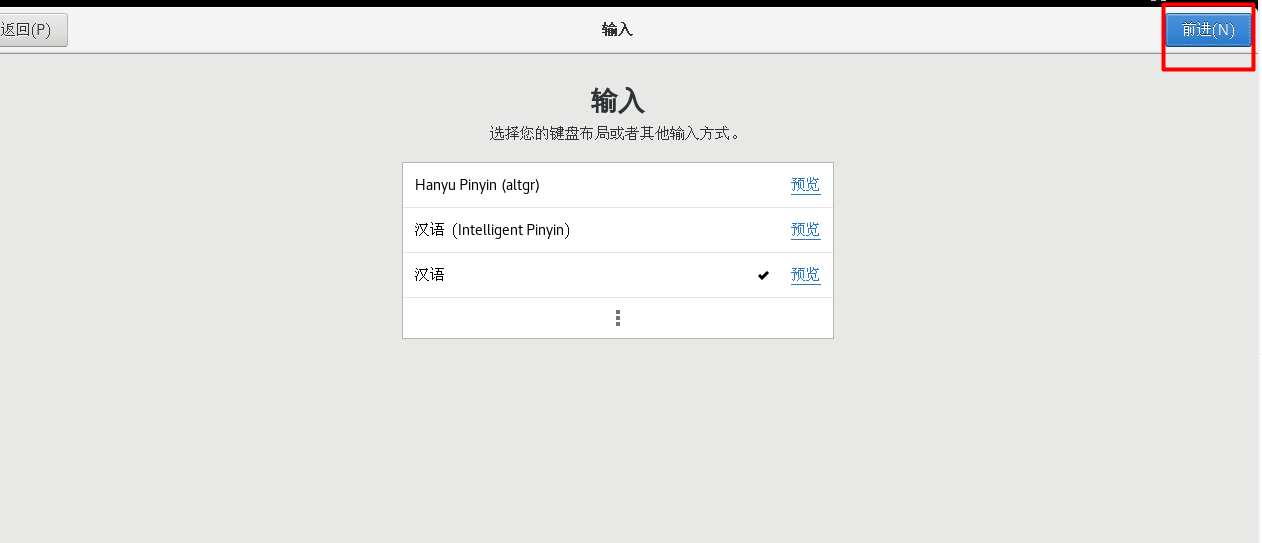 返回(P)
输入
前进(N)
输入
选择您的键盘布局或者其他输入方式。
Hanyu Pinyin (altgr)
预览
汉语 (Intelligent Pinyin)
预览
汉语
预览